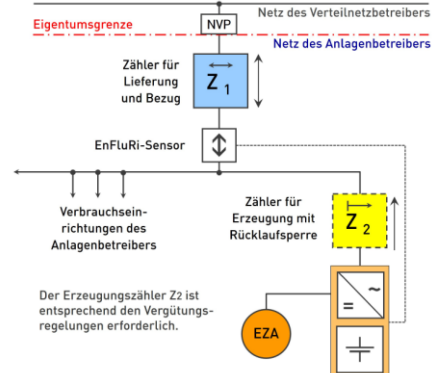 Netz des Verteilnetzbetreibers
NVP
Eigentumsgrenze
Netz des Anlagenbetreibers
Zähler für
Lieferung
und Bezug
Z 1
EnFluRi-Sensor
Verbrauchsein-
richtungen des
Anlagenbetreibers
Zähler für
Erzeugung mit
Rücklaufsperre
Z 2
Der Erzeugungszähler Z2 ist
entsprechend den Vergütungs-
regelungen erforderlich.
EZA
~
=